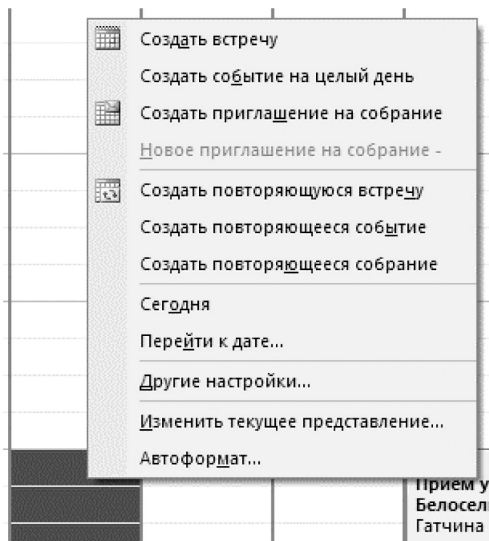 Создать встречу
Создать событие на целый день
Создать приглашение на собрание
Новое приглашение на собрание -
Создать повторяющуюся встречу
Создать повторяющееся событие
Создать повторяющееся собрание
Сегодня
Перейти к дате...
Другие настройки...
Изменить текущее представление...
Автоформат...
Прием у
Белосел
Гатчина